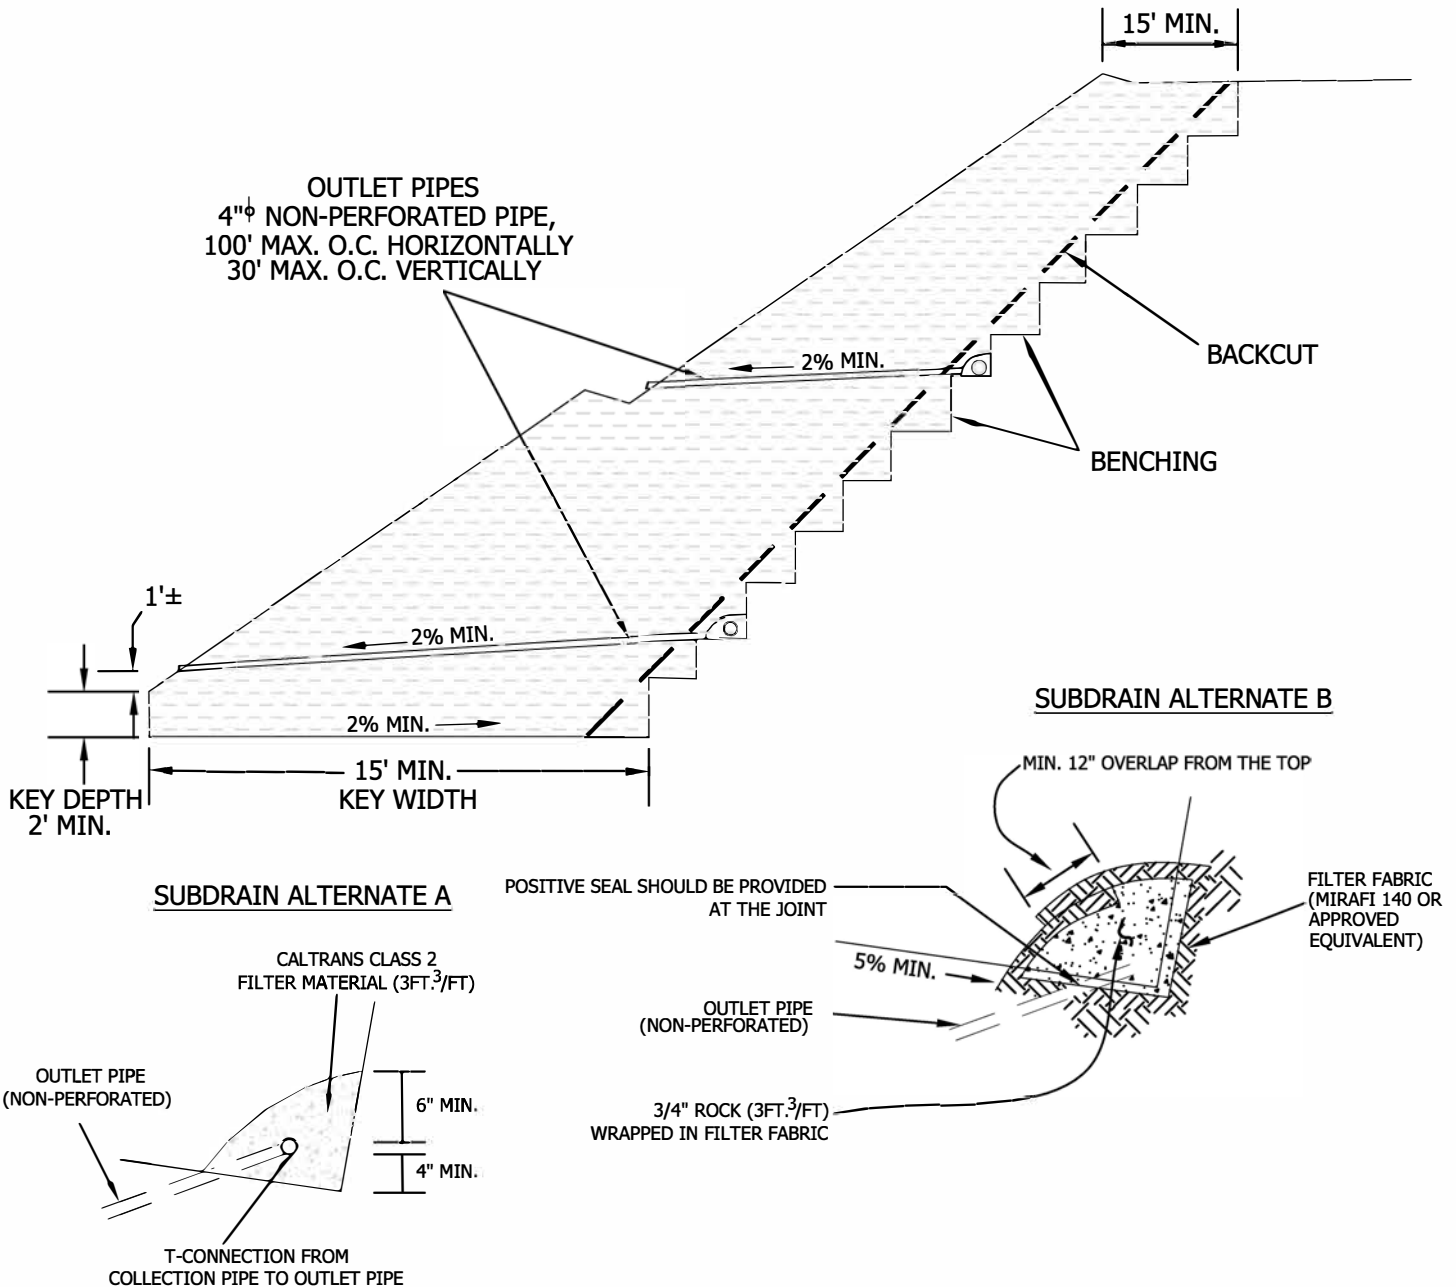 15' MIN.
OUTLET PIPES
4"ϕ NON-PERFORATED PIPE,
100' MAX. O.C. HORIZONTALLY
30' MAX. O.C. VERTICALLY
2% MIN.
BACKCUT
BENCHING
1'±
2% MIN.
2% MIN.
15' MIN.
KEY WIDTH
KEY DEPTH
2' MIN.
SUBDRAIN ALTERNATE B
MIN. 12" OVERLAP FROM THE TOP
POSITIVE SEAL SHOULD BE PROVIDED
AT THE JOINT
FILTER FABRIC
(MIRAFI 140 OR
APPROVED
EQUIVALENT)
5% MIN.
OUTLET PIPE
(NON-PERFORATED)
3/4" ROCK (3FT.³/FT)
WRAPPED IN FILTER FABRIC
SUBDRAIN ALTERNATE A
CALTRANS CLASS 2
FILTER MATERIAL (3FT.³/FT)
OUTLET PIPE
(NON-PERFORATED)
6" MIN.
4" MIN.
T-CONNECTION FROM
COLLECTION PIPE TO OUTLET PIPE